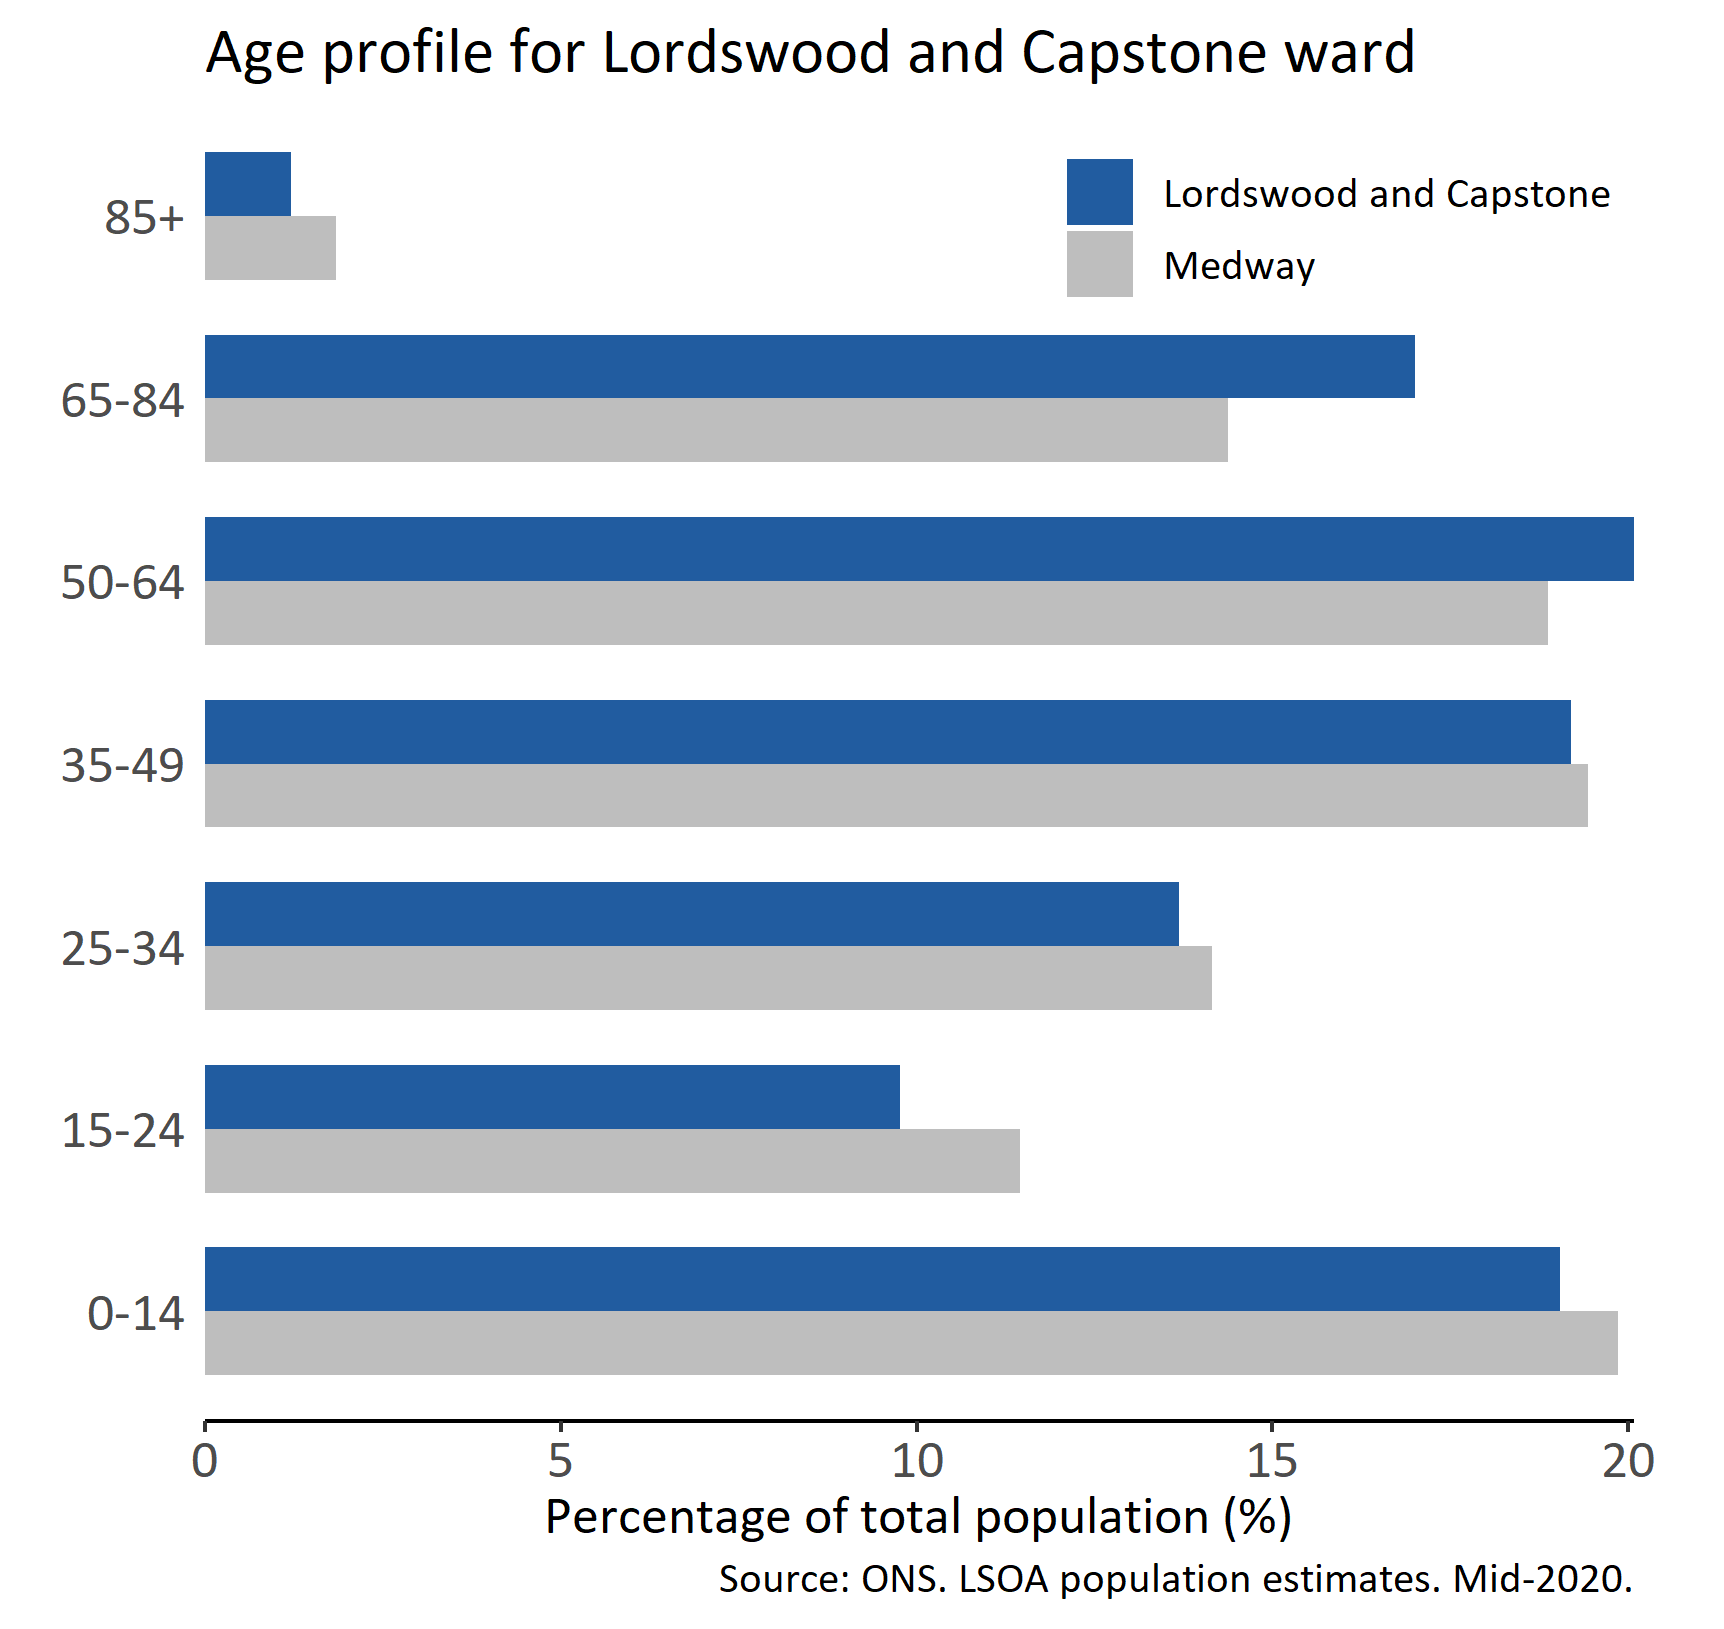 Age profile for Lordswood and Capstone ward
Lordswood and Capstone
Medway
85+
65-84
50-64
35-49
25-34
15-24
0-14
0 5 10 15 20
Percentage of total population (%)
Source: ONS. LSOA population estimates. Mid-2020.